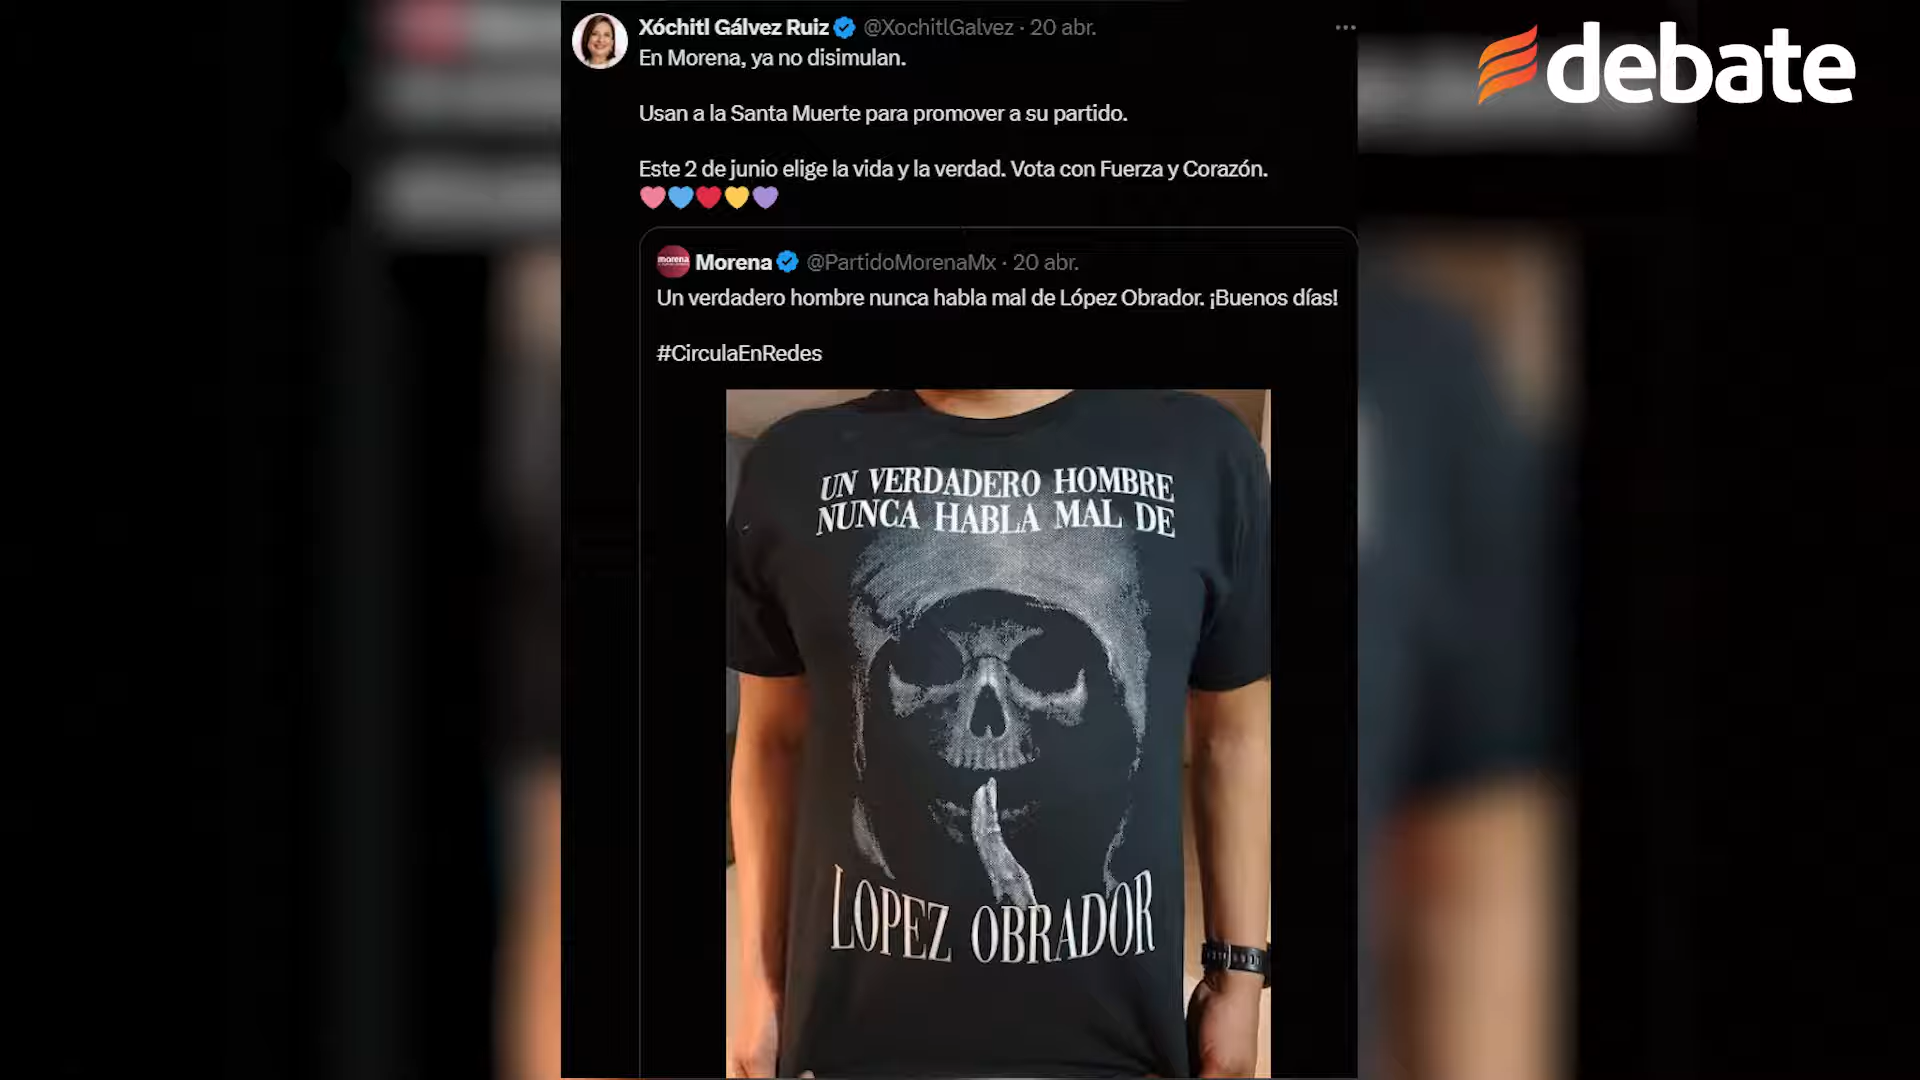 Xóchitl Gálvez Ruiz @XochitlGalvez · 20 abr.
En Morena, ya no disimulan.
Usan a la Santa Muerte para promover a su partido.
Este 2 de junio elige la vida y la verdad. Vota con Fuerza y Corazón.
morena Morena @PartidoMorenaMx · 20 abr.
Un verdadero hombre nunca habla mal de López Obrador. ¡Buenos días!
#CirculaEnRedes
UN VERDADERO HOMBRE
NUNCA HABLA MAL DE
LOPEZ OBRADOR
debate